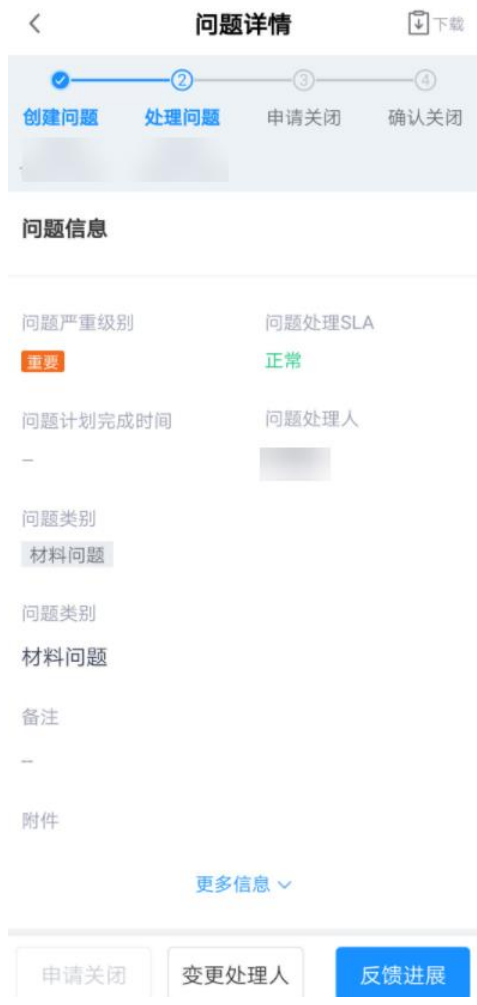 问题详情
下载
2
3
4
创建问题
处理问题
申请关闭
确认关闭
问题信息
问题严重级别
问题处理SLA
重要
正常
问题计划完成时间
问题处理人
–
问题类别
材料问题
问题类别
材料问题
备注
--
附件
更多信息
申请关闭
变更处理人
反馈进展